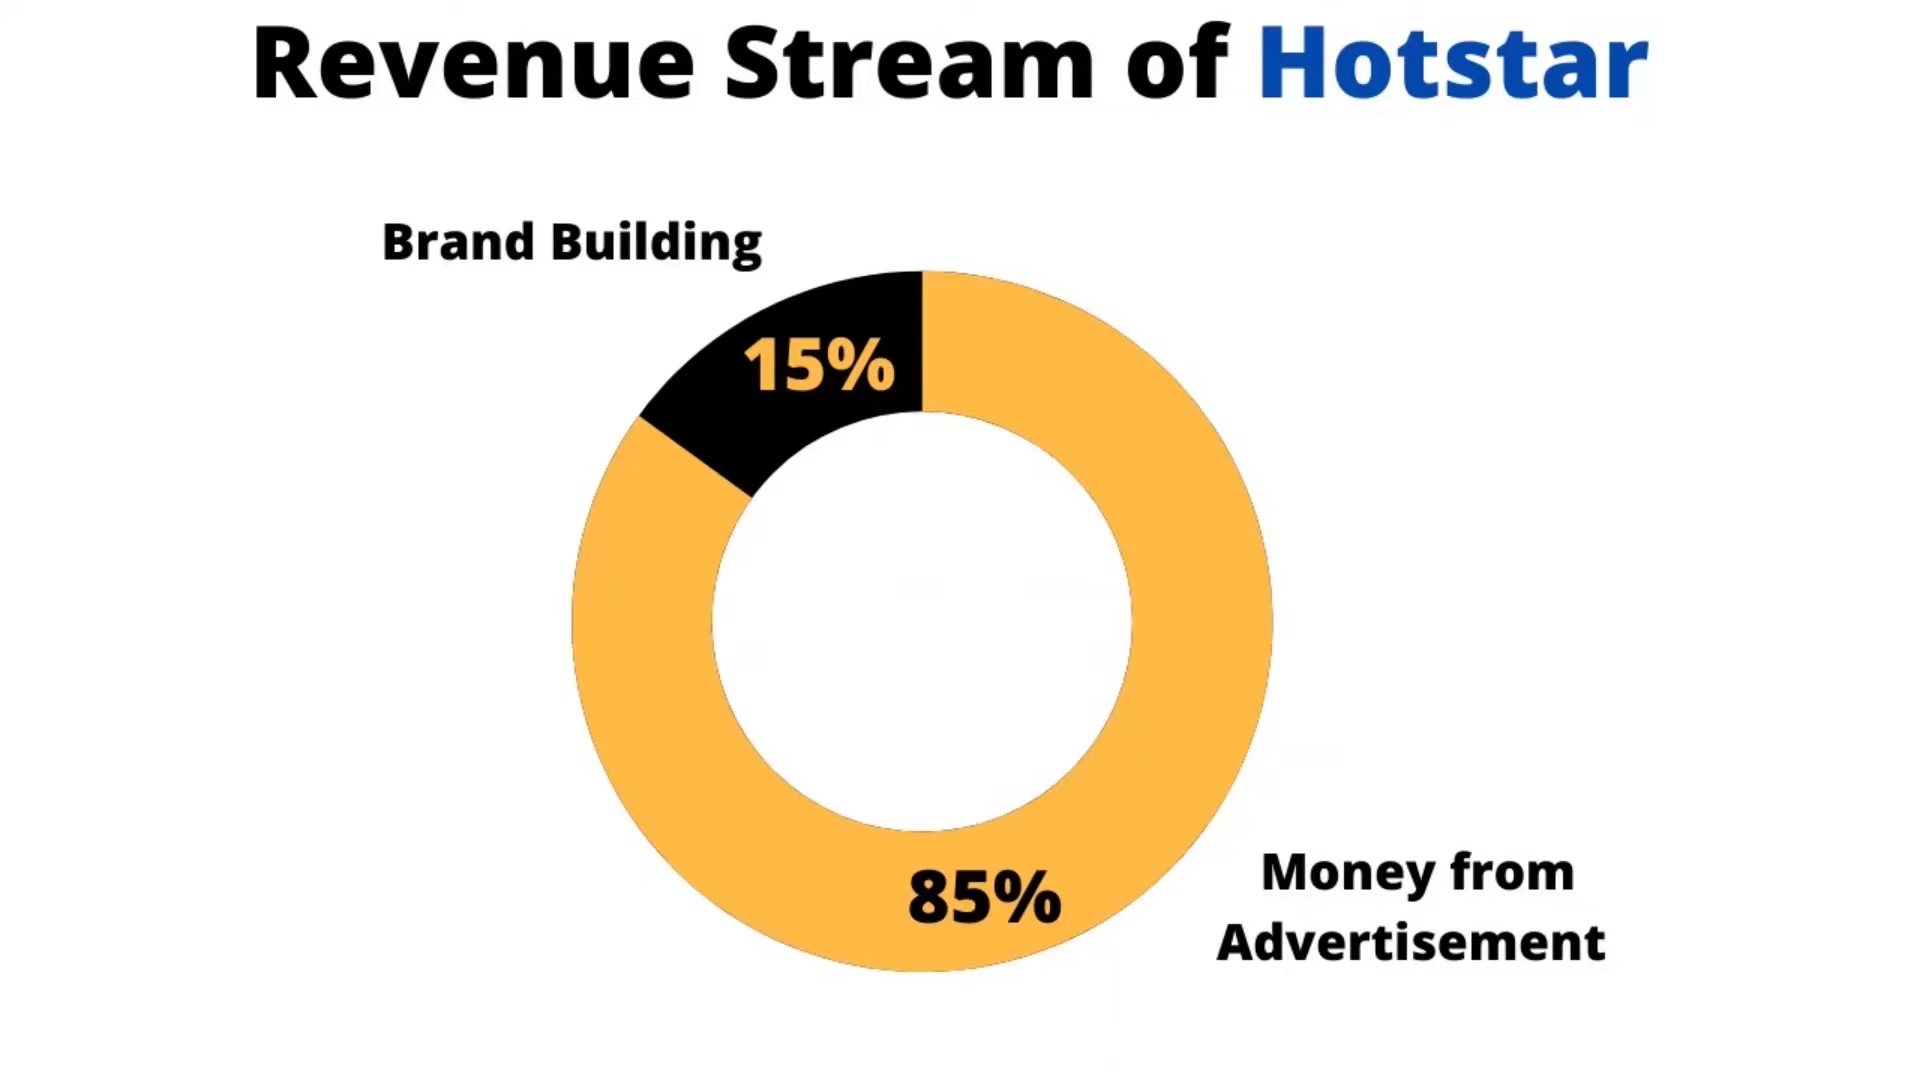 Revenue Stream of Hotstar
Brand Building
15%
85%
Money from
Advertisement